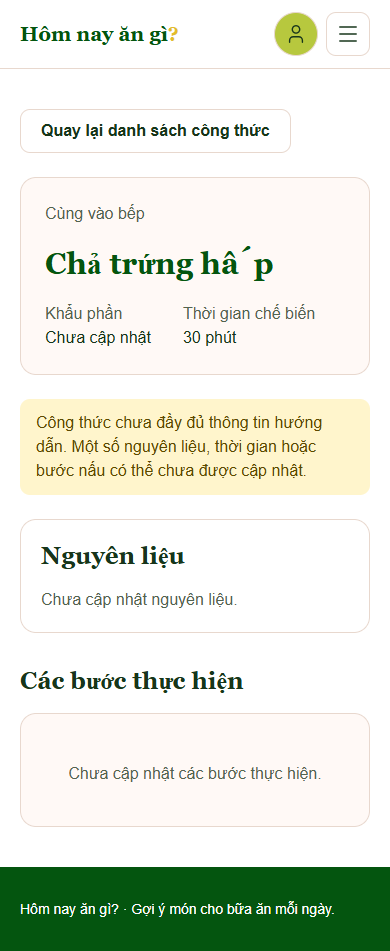 Hôm nay ăn gì?
Quay lại danh sách công thức
Cùng vào bếp
Chả trứng hấp
Khẩu phần
Chưa cập nhật
Thời gian chế biến
30 phút
Công thức chưa đầy đủ thông tin hướng
dẫn. Một số nguyên liệu, thời gian hoặc
bước nấu có thể chưa được cập nhật.
Nguyên liệu
Chưa cập nhật nguyên liệu.
Các bước thực hiện
Chưa cập nhật các bước thực hiện.
Hôm nay ăn gì? · Gợi ý món cho bữa ăn mỗi ngày.